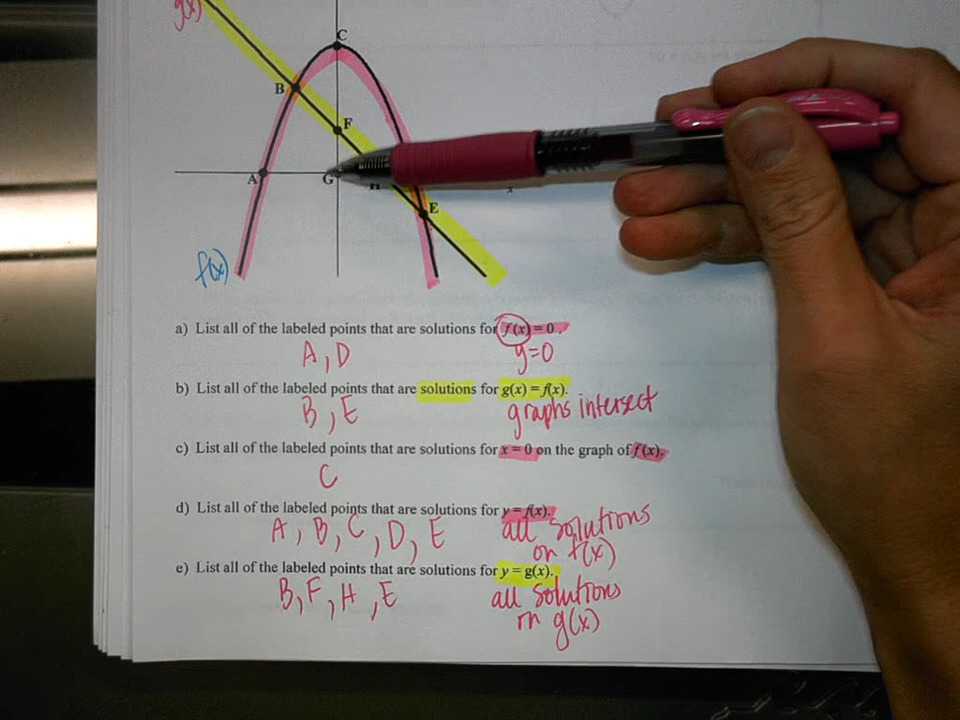 g(x)
C
B
F
A
G
H
x
E
f(x)
a) List all of the labeled points that are solutions for f(x) = 0.
A, D
y=0
b) List all of the labeled points that are solutions for g(x) = f(x).
B, E
graphs intersect
c) List all of the labeled points that are solutions for x = 0 on the graph of f(x).
C
d) List all of the labeled points that are solutions for y = f(x).
A, B, C, D, E
all solutions
on f(x)
e) List all of the labeled points that are solutions for y = g(x).
B, F, H, E
all solutions
on g(x)